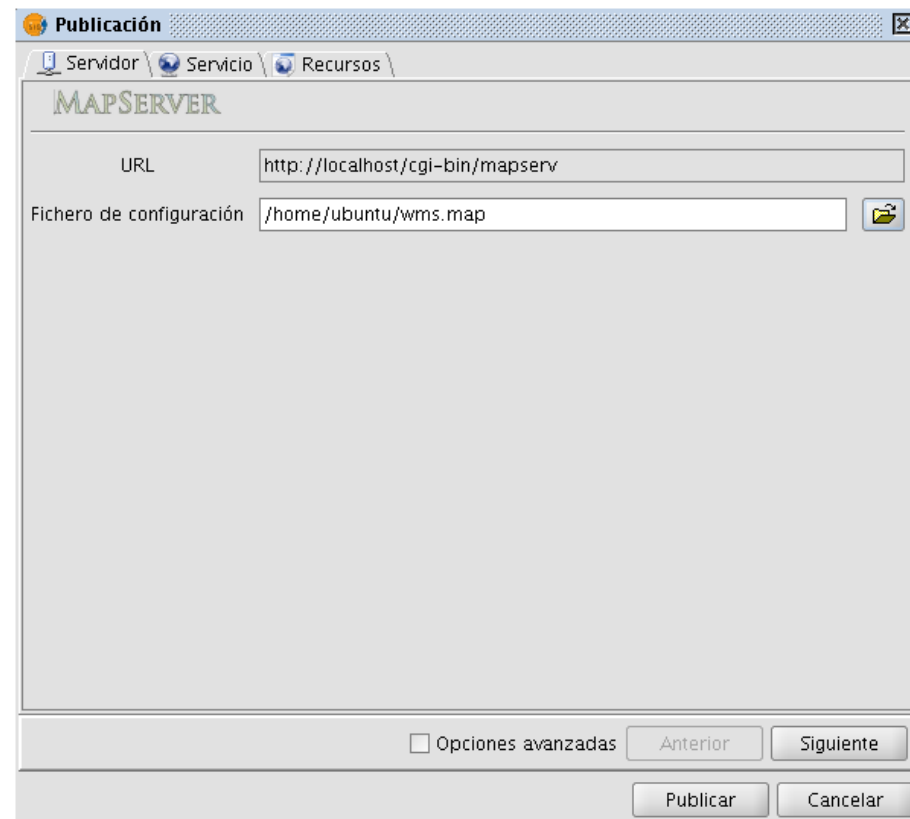 Publicación
Servidor Servicio Recursos
MAPSERVER
URL http://localhost/cgi-bin/mapserv
Fichero de configuración /home/ubuntu/wms.map
Opciones avanzadas Anterior Siguiente
Publicar Cancelar